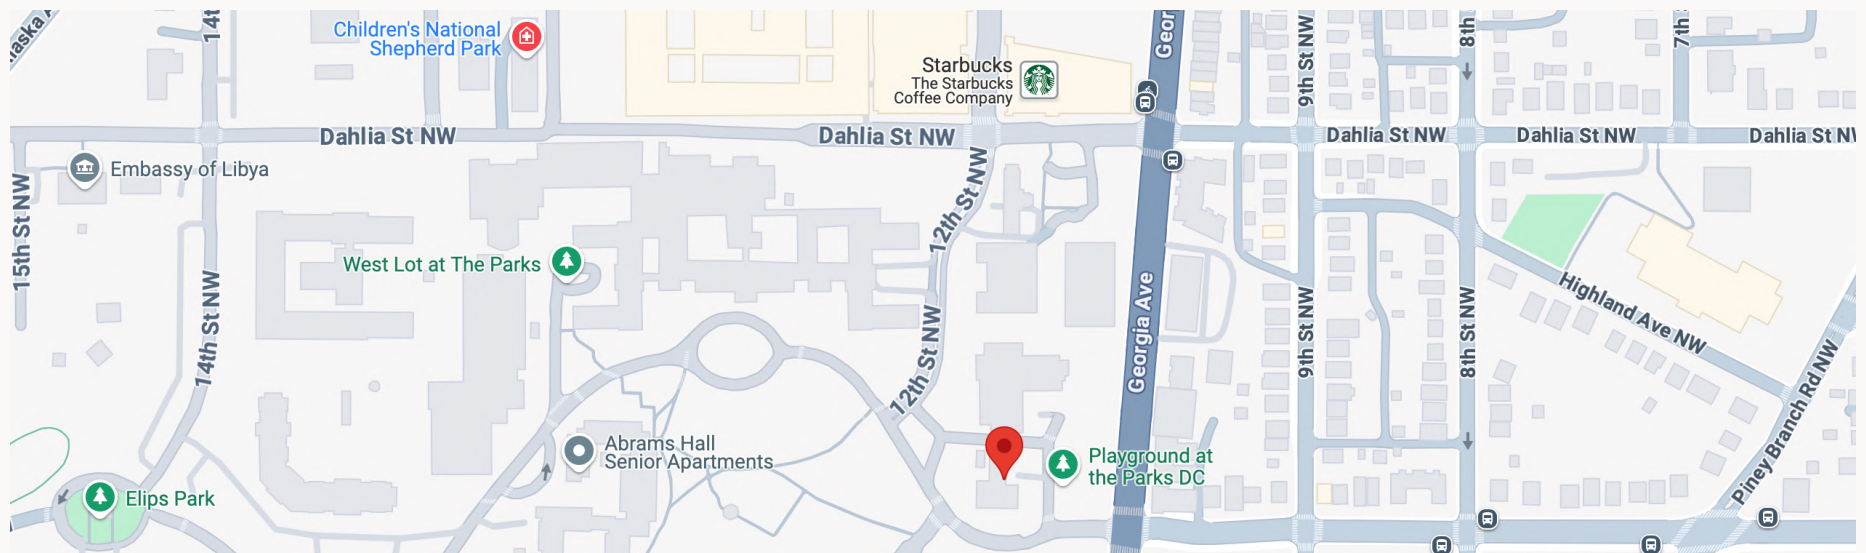 14t
Children's National
Shepherd Park
Starbucks
The Starbucks
Coffee Company
Geor
9th St NW
8th
7th
Dahlia St NW
Dahlia St NW
Dahlia St NW
Dahlia St NW
Dahlia St NW
Embassy of Libya
15th St NW
14th St NW
West Lot at The Parks
12th St NW
12th St NW
Georgia Ave
9th St NW
8th St NW
Highland Ave NW
Piney Branch Rd NW
Abrams Hall
Senior Apartments
Playground at
the Parks DC
Elips Park